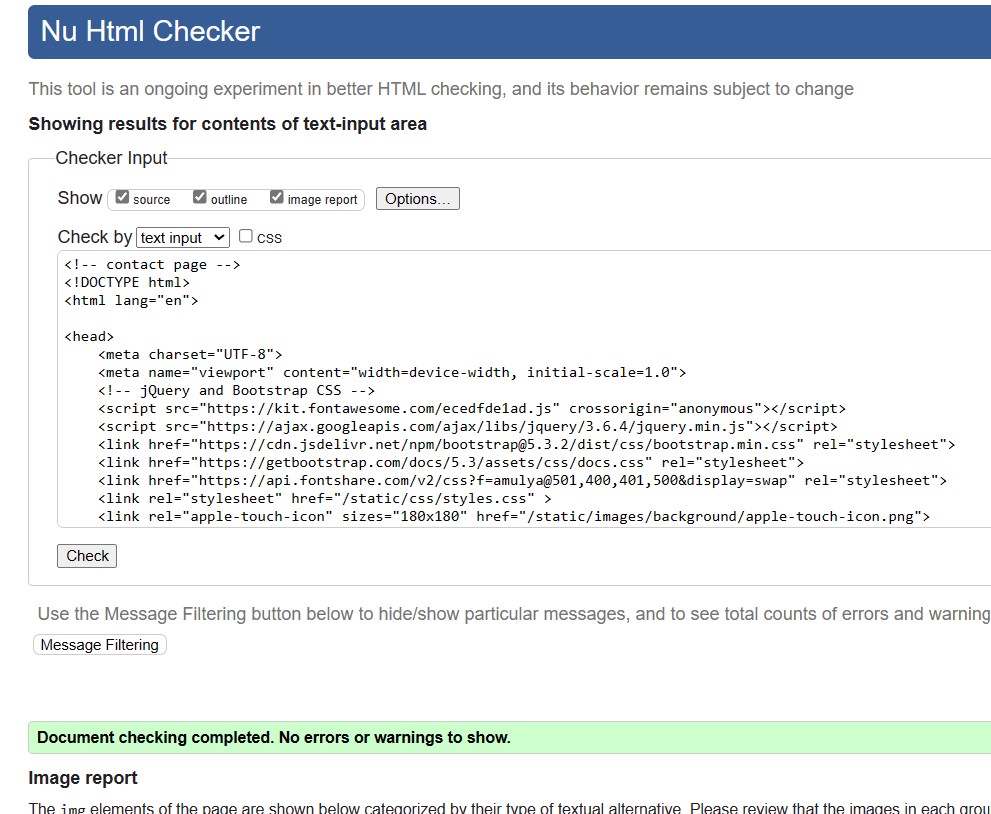 Nu Html Checker
This tool is an ongoing experiment in better HTML checking, and its behavior remains subject to change
Showing results for contents of text-input area
Checker Input
Show source outline image report Options...
Check by text input css
<!-- contact page -->
<!DOCTYPE html>
<html lang="en">
<head>
<meta charset="UTF-8">
<meta name="viewport" content="width=device-width, initial-scale=1.0">
<!-- jQuery and Bootstrap CSS -->
<script src="https://kit.fontawesome.com/ecedfde1ad.js" crossorigin="anonymous"></script>
<script src="https://ajax.googleapis.com/ajax/libs/jquery/3.6.4/jquery.min.js"></script>
<link href="https://cdn.jsdelivr.net/npm/bootstrap@5.3.2/dist/css/bootstrap.min.css" rel="stylesheet">
<link href="https://getbootstrap.com/docs/5.3/assets/css/docs.css" rel="stylesheet">
<link href="https://api.fontshare.com/v2/css?f=amulya@501,400,401,500&display=swap" rel="stylesheet">
<link rel="stylesheet" href="/static/css/styles.css" >
<link rel="apple-touch-icon" sizes="180x180" href="/static/images/background/apple-touch-icon.png">
Check
Use the Message Filtering button below to hide/show particular messages, and to see total counts of errors and warning
Message Filtering
Document checking completed. No errors or warnings to show.
Image report
The img elements of the page are shown below categorized by their type of textual alternative. Please review that the images in each grou